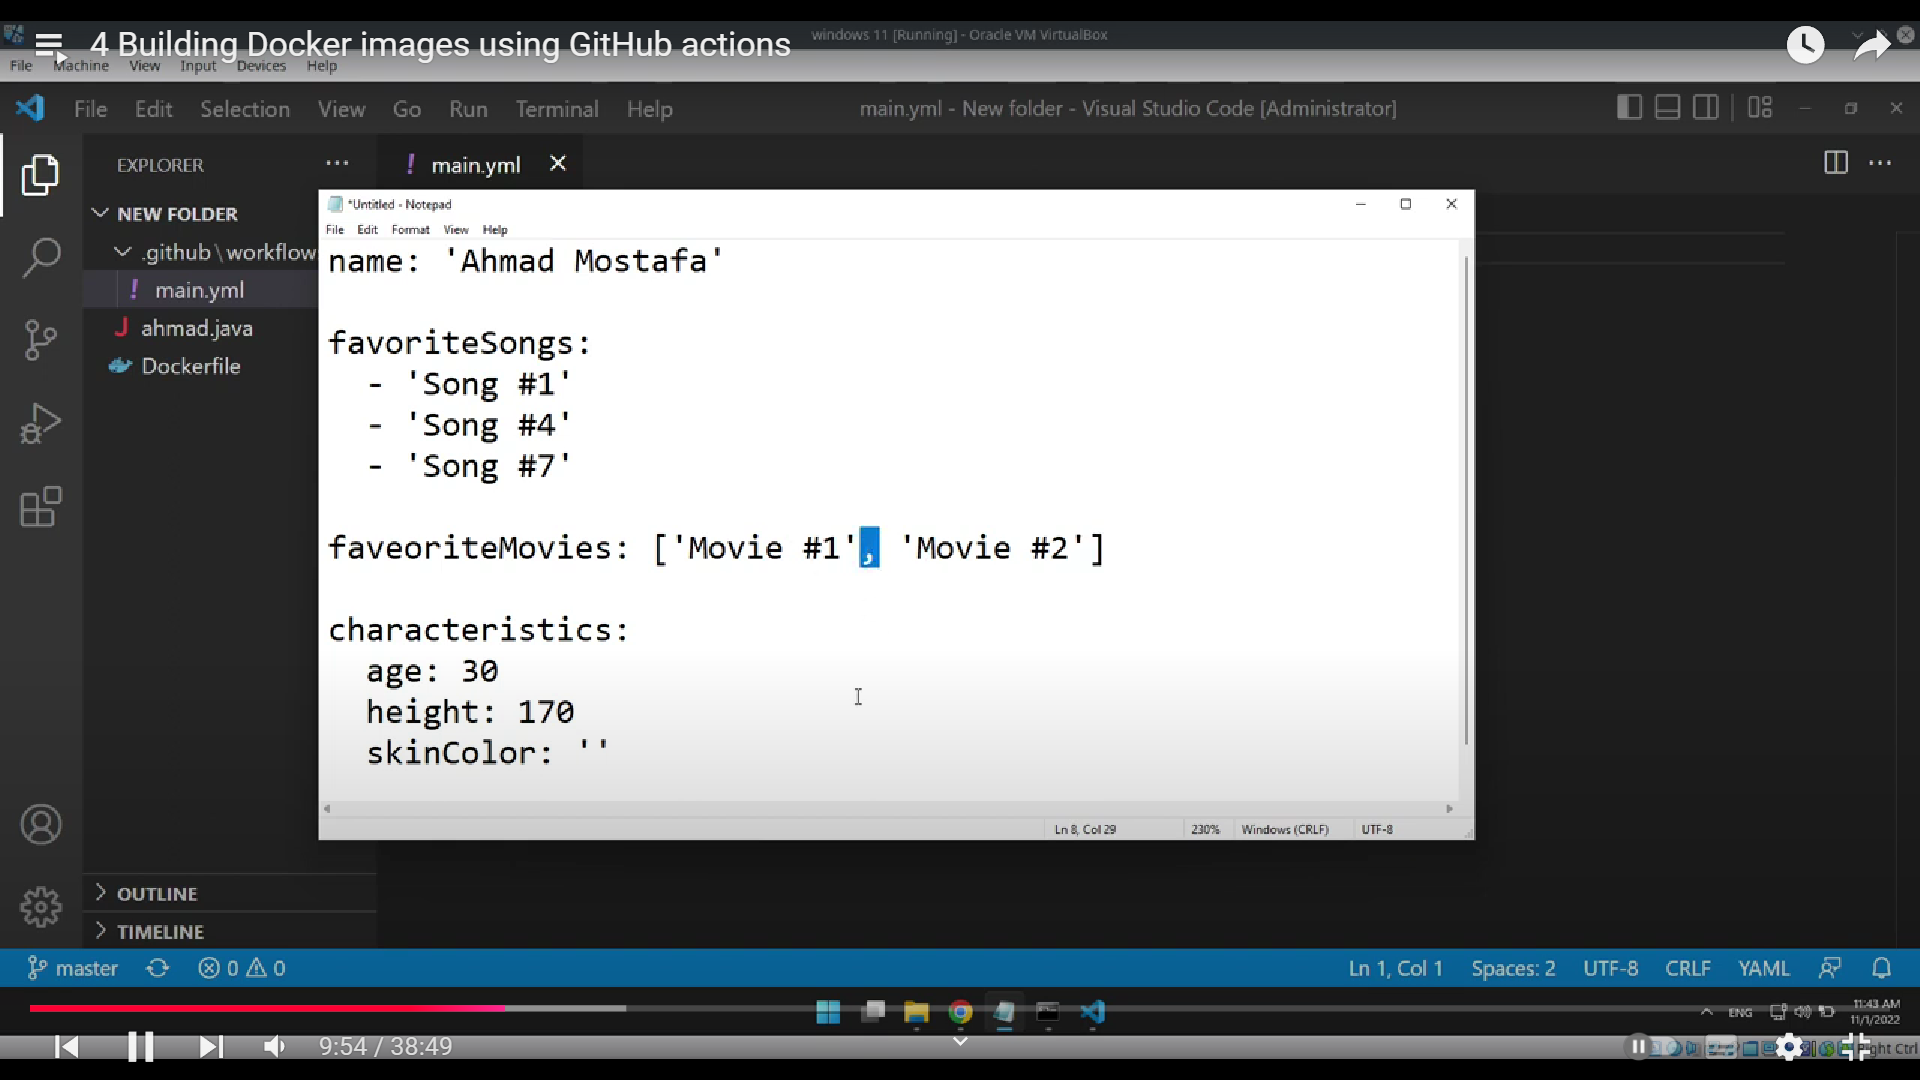 4 Building Docker images using GitHub actions
windows 11 [Running] - Oracle VM VirtualBox
File Machine View Input Devices Help
File Edit Selection View Go Run Terminal Help
main.yml - New folder - Visual Studio Code [Administrator]
EXPLORER
! main.yml
NEW FOLDER
.github\workflow
! main.yml
J ahmad.java
Dockerfile
*Untitled - Notepad
File Edit Format View Help
name: 'Ahmad Mostafa'
favoriteSongs:
- 'Song #1'
- 'Song #4'
- 'Song #7'
faveoriteMovies: ['Movie #1', 'Movie #2']
characteristics:
age: 30
height: 170
skinColor: ''
Ln 8, Col 29
230%
Windows (CRLF)
UTF-8
OUTLINE
TIMELINE
master
0 0
Ln 1, Col 1
Spaces: 2
UTF-8
CRLF
YAML
ENG
11:43 AM
11/1/2022
9:54 / 38:49
Right Ctrl